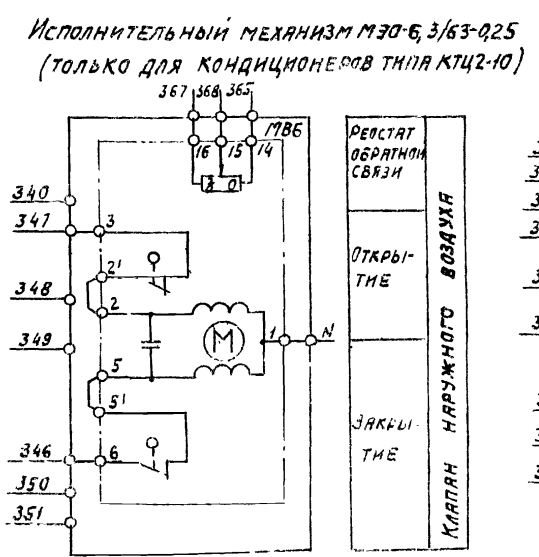 Исполнительный механизм МЭО-6,3/63-0,25
(только для кондиционеров типа КТЦ2-10)
367 368 365
МВ6
16 15 14
R 0
340
347 3
2'
348
2
349
М
1 N
5
5'
346 6
350
351
Реостат
обратной
связи
Откры-
тие
Закры-
тие
Клапан наружного воздуха